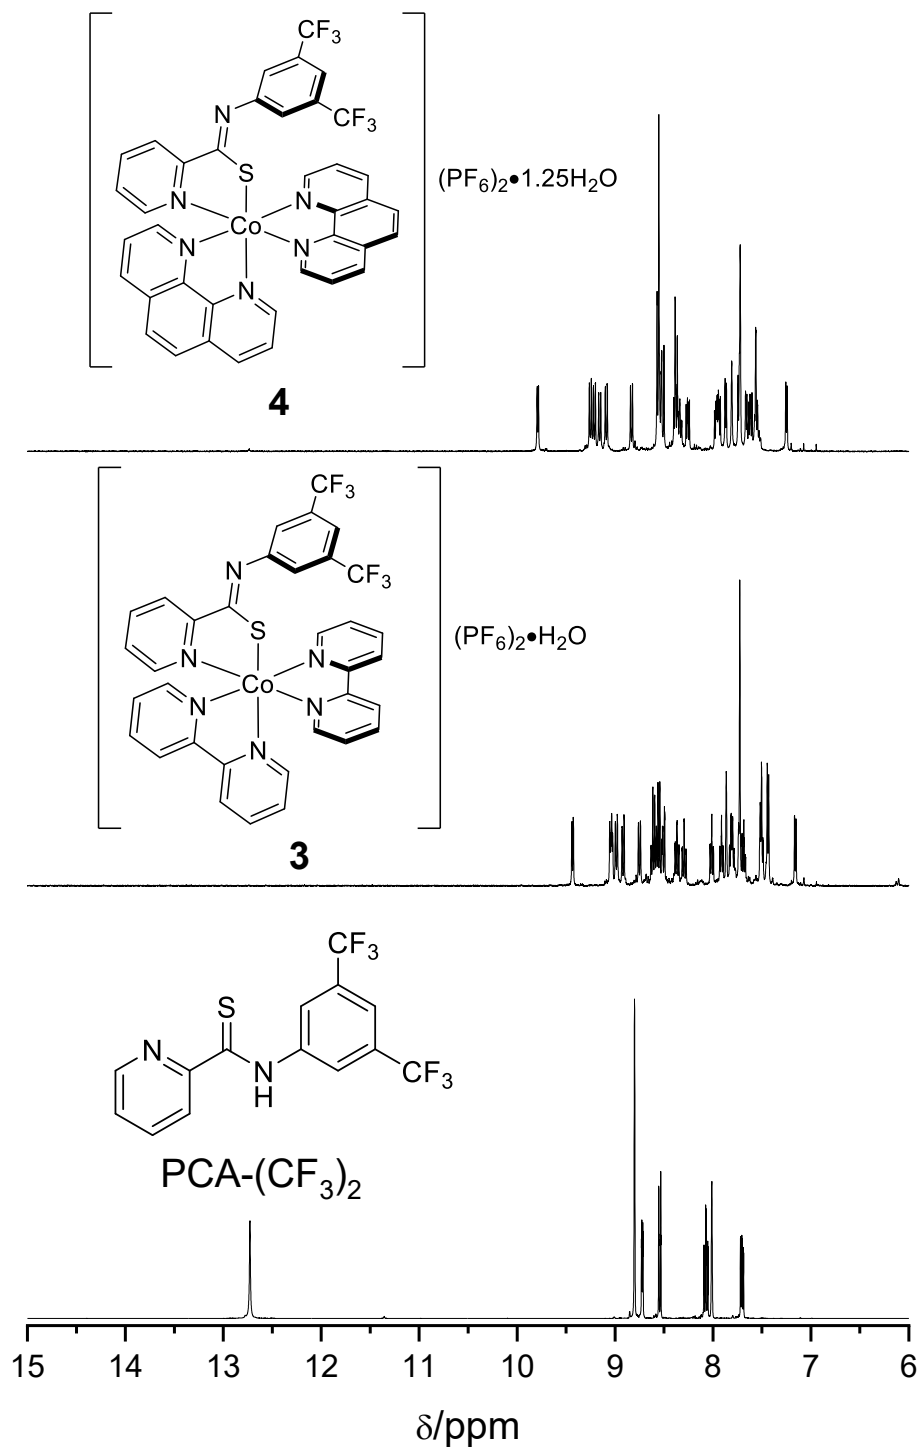 CF3
N
CF3
S
N
N
Co
N
N
N
(PF6)2•1.25H2O
4
CF3
N
CF3
S
N
N
Co
N
N
N
(PF6)2•H2O
3
CF3
S
N
N
H
CF3
PCA-(CF3)2
15 14 13 12 11 10 9 8 7 6
δ/ppm